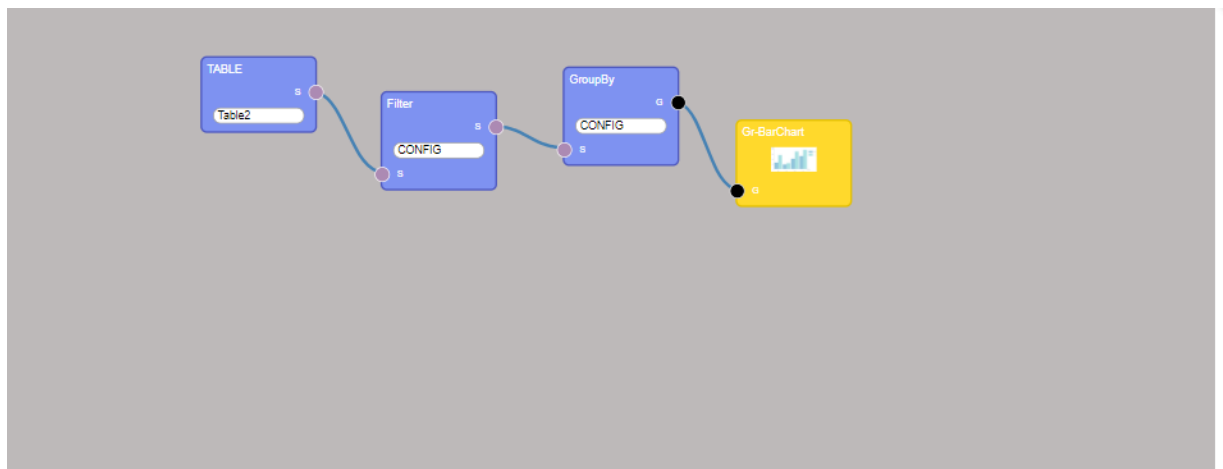 TABLE
S
Table2
Filter
S
CONFIG
S
GroupBy
G
CONFIG
S
Gr-BarChart
G